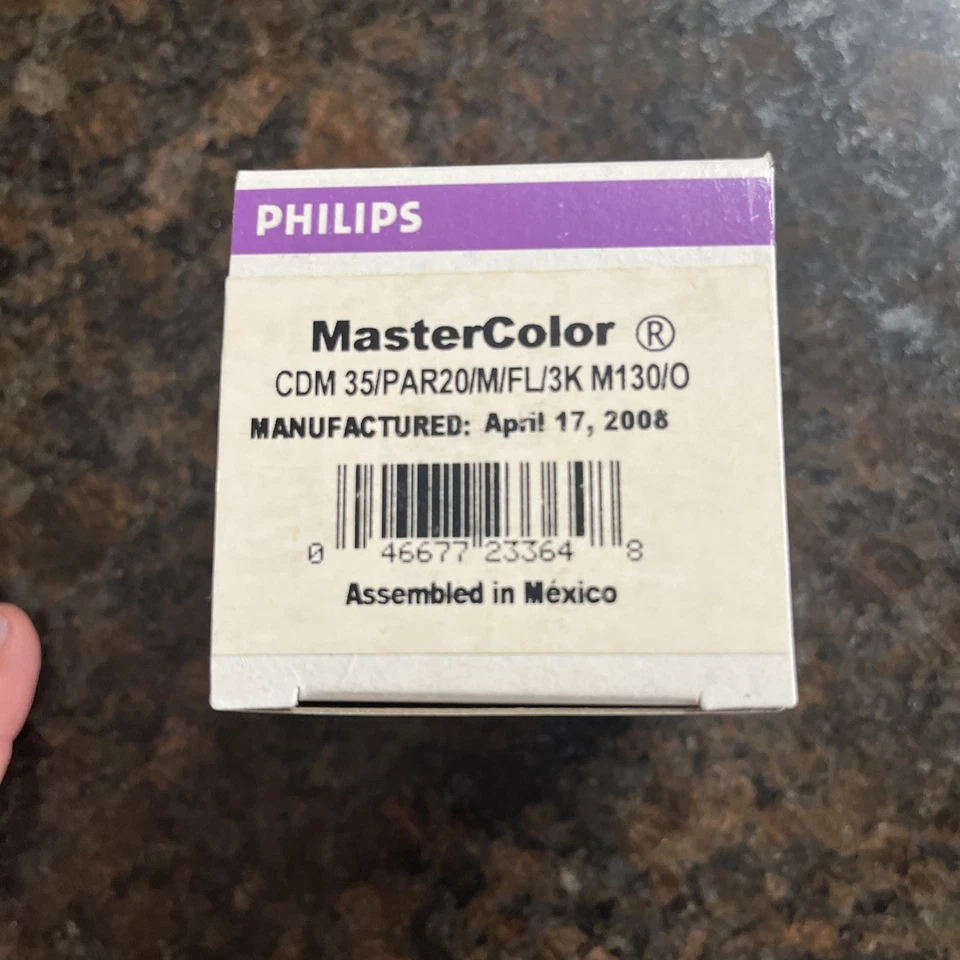 PHILIPS
MasterColor ®
CDM 35/PAR20/M/FL/3K M130/O
MANUFACTURED: April 17, 2008
0 46677 23364 8
Assembled in México